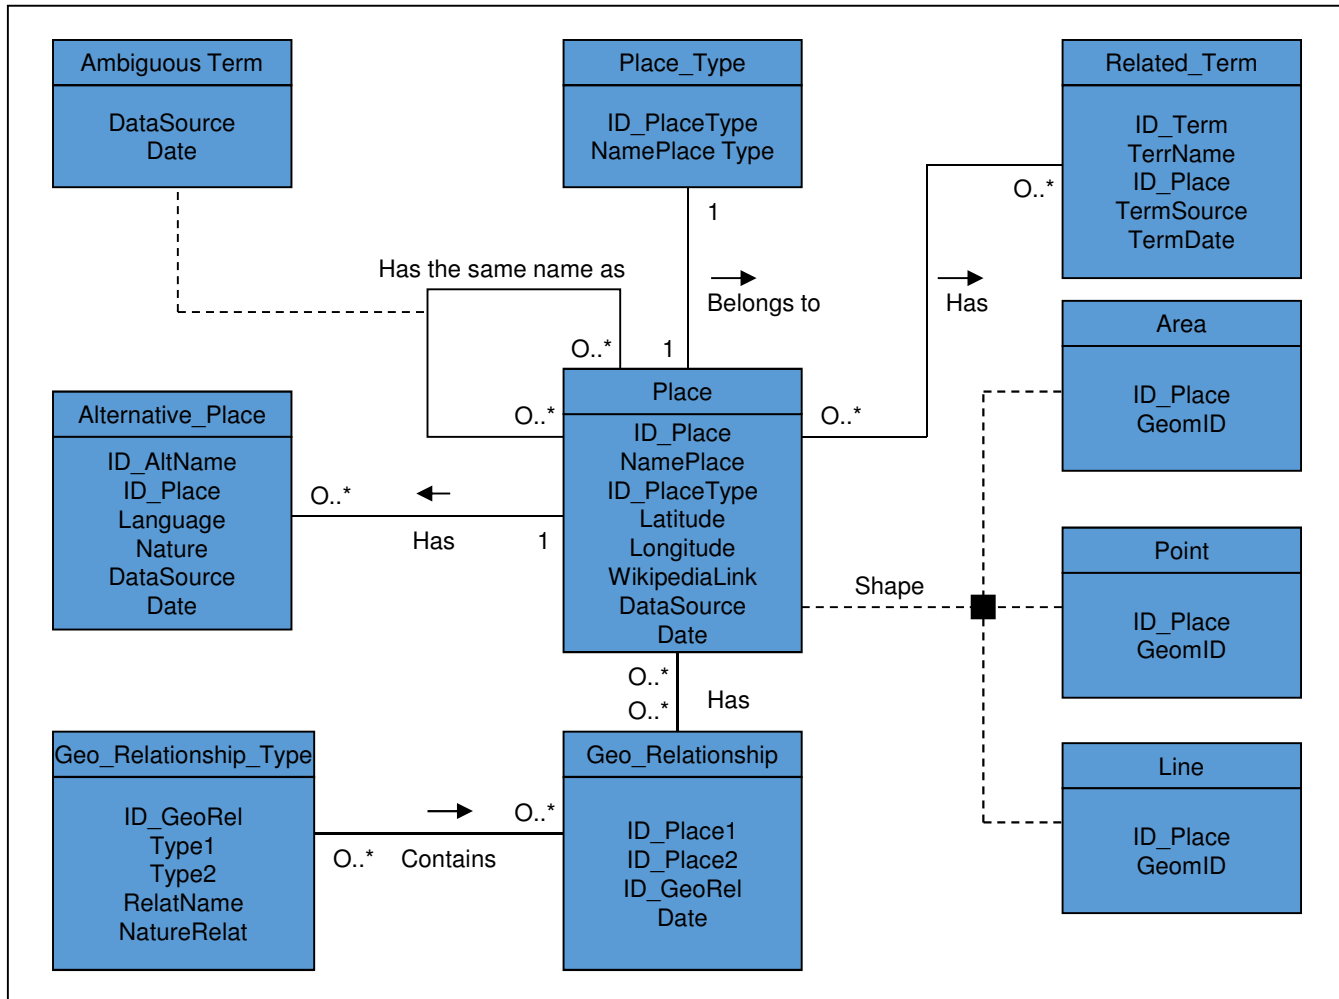 Ambiguous Term
DataSource
Date
Place_Type
ID_PlaceType
NamePlace Type
Related_Term
ID_Term
TerrName
ID_Place
TermSource
TermDate
1
O..*
Has the same name as
Belongs to
Has
O..*
1
O..*
O..*
Alternative_Place
ID_AltName
ID_Place
Language
Nature
DataSource
Date
O..*
Has
1
Place
ID_Place
NamePlace
ID_PlaceType
Latitude
Longitude
WikipediaLink
DataSource
Date
Area
ID_Place
GeomID
Shape
Point
ID_Place
GeomID
O..*
O..*
Has
Geo_Relationship_Type
ID_GeoRel
Type1
Type2
RelatName
NatureRelat
O..*
O..*
Contains
Geo_Relationship
ID_Place1
ID_Place2
ID_GeoRel
Date
Line
ID_Place
GeomID